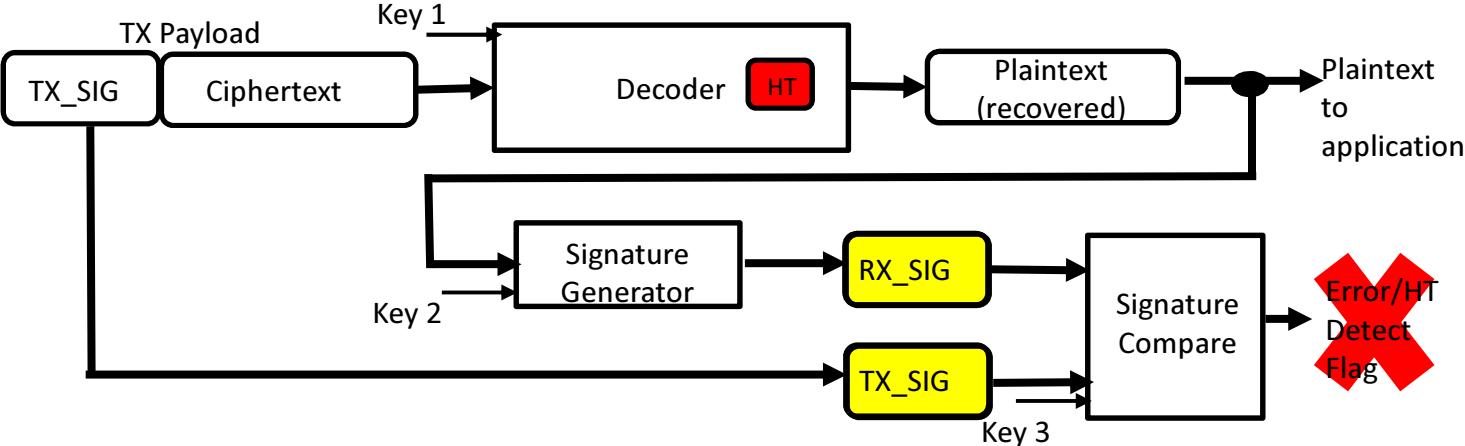 Key 1
TX Payload
TX_SIG
Ciphertext
Decoder
HT
Plaintext
(recovered)
Plaintext
to
application
Signature
Generator
Key 2
RX_SIG
TX_SIG
Key 3
Signature
Compare
Error/HT
Detect
Flag